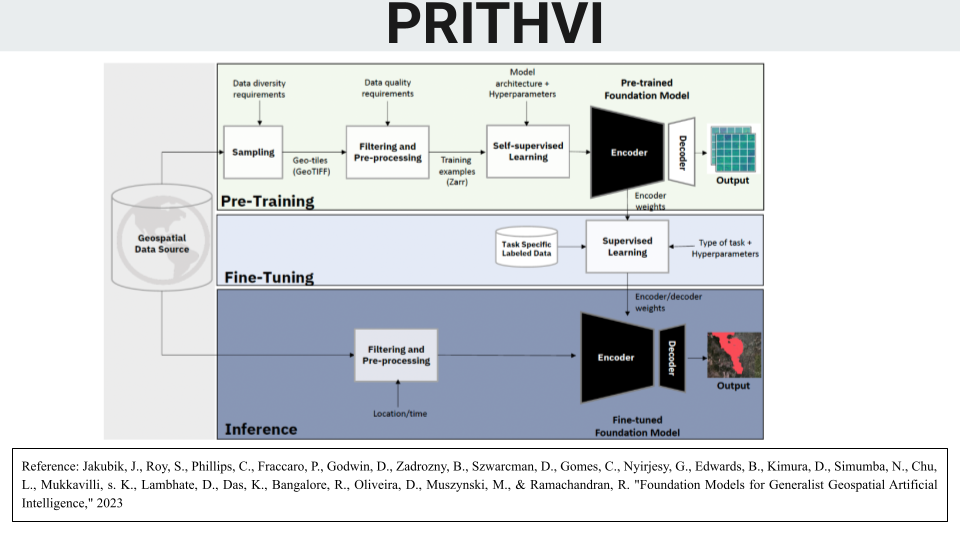 PRITHVI
Data diversity
requirements
Data quality
requirements
Model
architecture +
Hyperparameters
Pre-trained
Foundation Model
Sampling
Geo-tiles
(GeoTIFF)
Filtering and
Pre-processing
Training
examples
(Zarr)
Self-supervised
Learning
Encoder
Decoder
Output
Pre-Training
Encoder
weights
Geospatial
Data Source
Task Specific
Labeled Data
Supervised
Learning
Type of task +
Hyperparameters
Fine-Tuning
Encoder/decoder
weights
Filtering and
Pre-processing
Location/time
Encoder
Decoder
Output
Fine-tuned
Foundation Model
Inference
Reference: Jakubik, J., Roy, S., Phillips, C., Fraccaro, P., Godwin, D., Zadrozny, B., Szwarcman, D., Gomes, C., Nyirjesy, G., Edwards, B., Kimura, D., Simumba, N., Chu,
L., Mukkavilli, s. K., Lambhate, D., Das, K., Bangalore, R., Oliveira, D., Muszynski, M., & Ramachandran, R. "Foundation Models for Generalist Geospatial Artificial
Intelligence," 2023